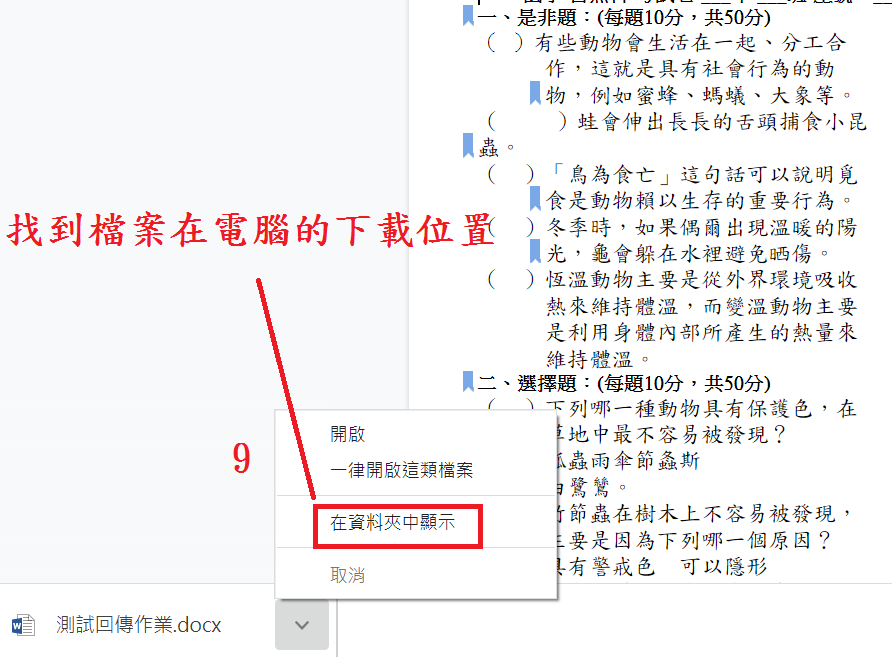 一、是非題：(每題10分，共50分)
（ ）有些動物會生活在一起、分工合
作，這就是具有社會行為的動
物，例如蜜蜂、螞蟻、大象等。
（ ）蛙會伸出長長的舌頭捕食小昆
蟲。
（ ）「鳥為食亡」這句話可以說明覓
食是動物賴以生存的重要行為。
找到檔案在電腦的下載位置
（ ）冬季時，如果偶爾出現溫暖的陽
光，龜會躲在水裡避免晒傷。
（ ）恆溫動物主要是從外界環境吸收
熱來維持體溫，而變溫動物主要
是利用身體內部所產生的熱量來
維持體溫。
二、選擇題：(每題10分，共50分)
（ ）下列哪一種動物具有保護色，在
草地中最不容易被發現？
瓢蟲雨傘節螽斯
白鷺鷥。
竹節蟲在樹木上不容易被發現，
主要是因為下列哪一個原因？
具有警戒色 可以隱形
9
開啟
一律開啟這類檔案
在資料夾中顯示
取消
測試回傳作業.docx